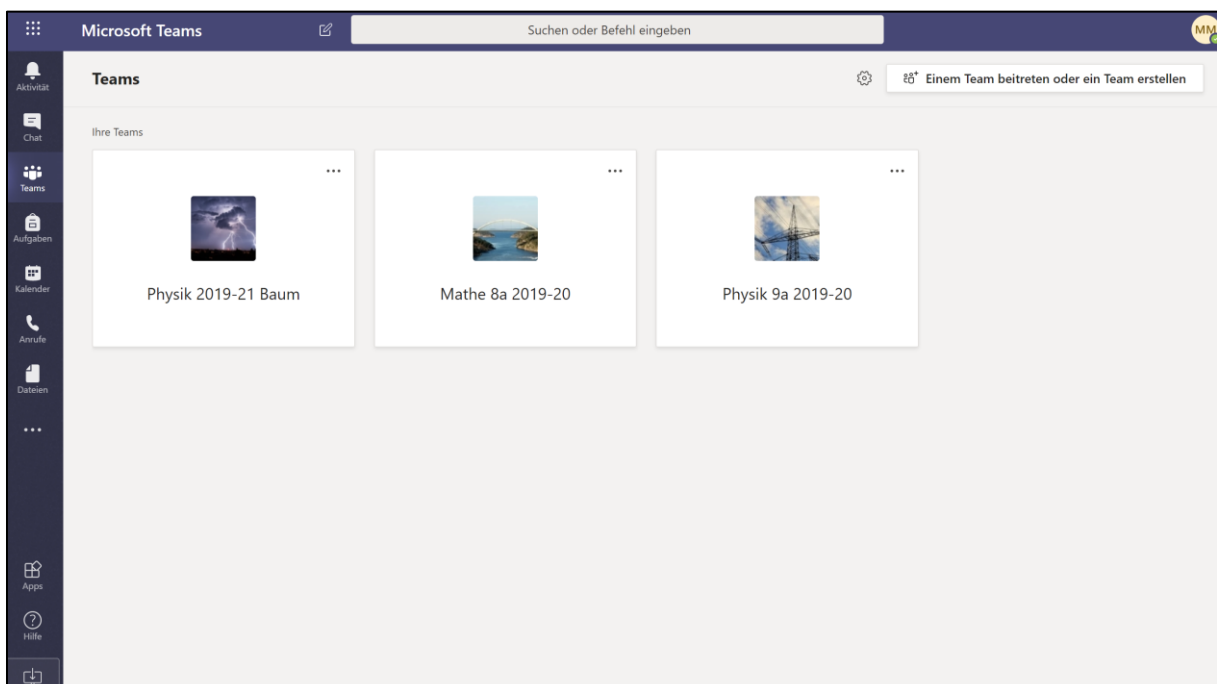 Microsoft Teams
Suchen oder Befehl eingeben
MM
Aktivität
Chat
Teams
Aufgaben
Kalender
Anrufe
Dateien
Apps
Hilfe
Teams
Einem Team beitreten oder ein Team erstellen
Ihre Teams
Physik 2019-21 Baum
Mathe 8a 2019-20
Physik 9a 2019-20